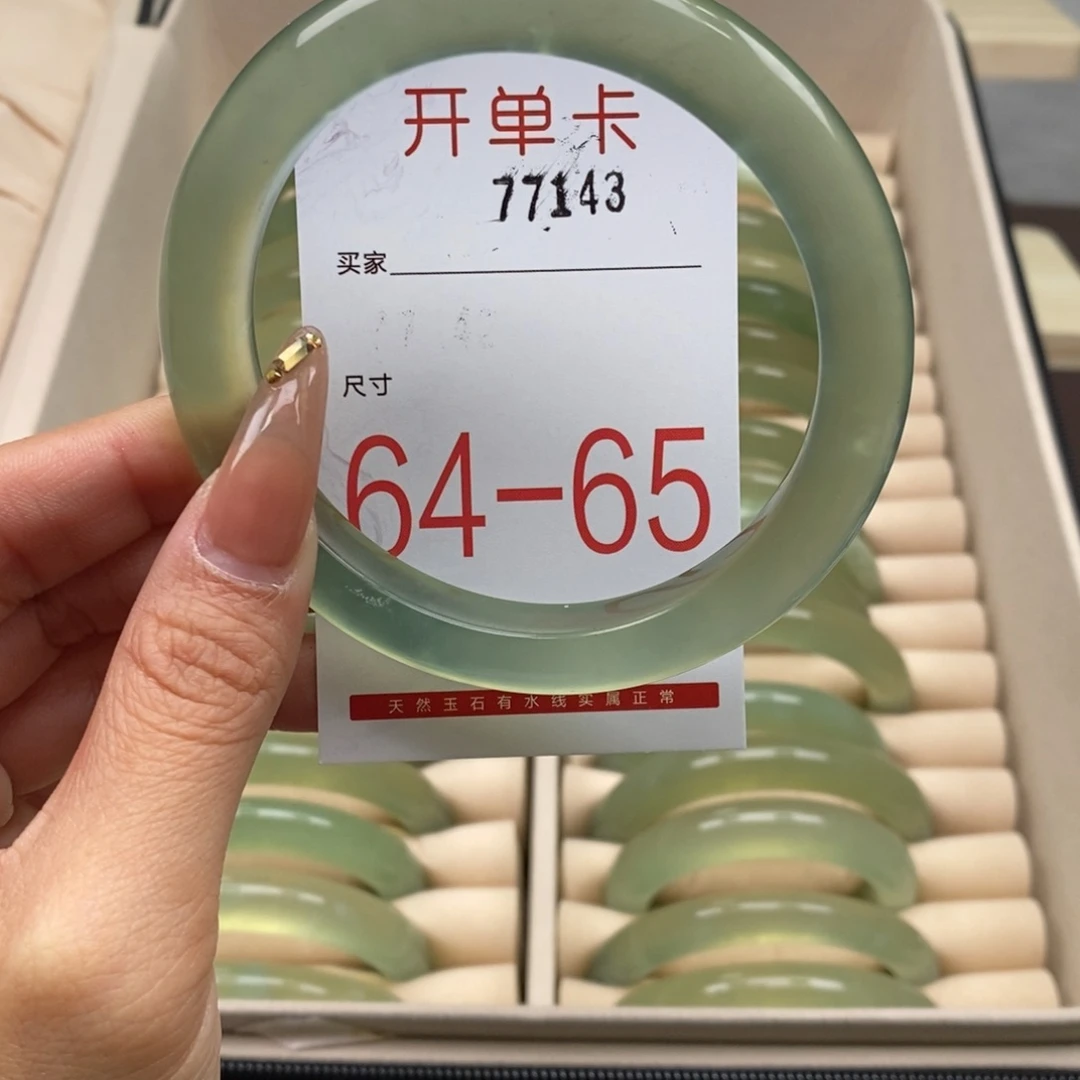 开单卡
77143
买家
尺寸
64-65
天然玉石有水线实属正常